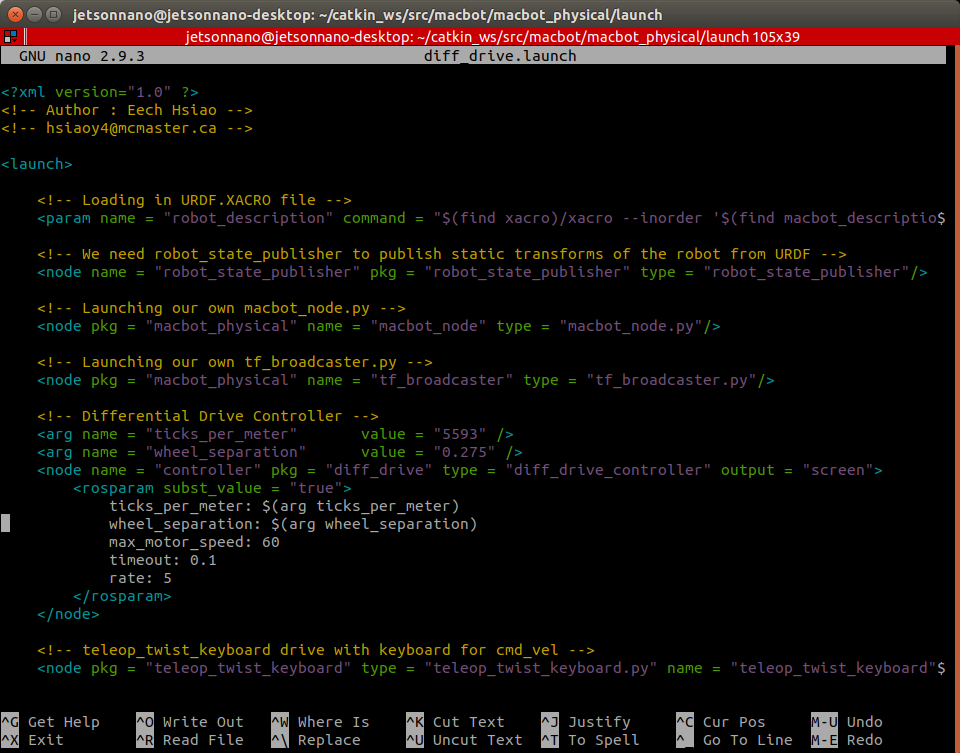 jetsonnano@jetsonnano-desktop: ~/catkin_ws/src/macbot/macbot_physical/launch
jetsonnano@jetsonnano-desktop: ~/catkin_ws/src/macbot/macbot_physical/launch 105x39
GNU nano 2.9.3 diff_drive.launch
<?xml version="1.0" ?>
<!-- Author : Eech Hsiao -->
<!-- hsiaoy4@mcmaster.ca -->
<launch>
<!-- Loading in URDF.XACRO file -->
<param name = "robot_description" command = "$(find xacro)/xacro --inorder '$(find macbot_descriptio$
<!-- We need robot_state_publisher to publish static transforms of the robot from URDF -->
<node name = "robot_state_publisher" pkg = "robot_state_publisher" type = "robot_state_publisher"/>
<!-- Launching our own macbot_node.py -->
<node pkg = "macbot_physical" name = "macbot_node" type = "macbot_node.py"/>
<!-- Launching our own tf_broadcaster.py -->
<node pkg = "macbot_physical" name = "tf_broadcaster" type = "tf_broadcaster.py"/>
<!-- Differential Drive Controller -->
<arg name = "ticks_per_meter" value = "5593" />
<arg name = "wheel_separation" value = "0.275" />
<node name = "controller" pkg = "diff_drive" type = "diff_drive_controller" output = "screen">
<rosparam subst_value = "true">
ticks_per_meter: $(arg ticks_per_meter)
wheel_separation: $(arg wheel_separation)
max_motor_speed: 60
timeout: 0.1
rate: 5
</rosparam>
</node>
<!-- teleop_twist_keyboard drive with keyboard for cmd_vel -->
<node pkg = "teleop_twist_keyboard" type = "teleop_twist_keyboard.py" name = "teleop_twist_keyboard"$
^G Get Help ^O Write Out ^W Where Is ^K Cut Text ^J Justify ^C Cur Pos M-U Undo
^X Exit ^R Read File ^\ Replace ^U Uncut Text ^T To Spell ^_ Go To Line M-E Redo